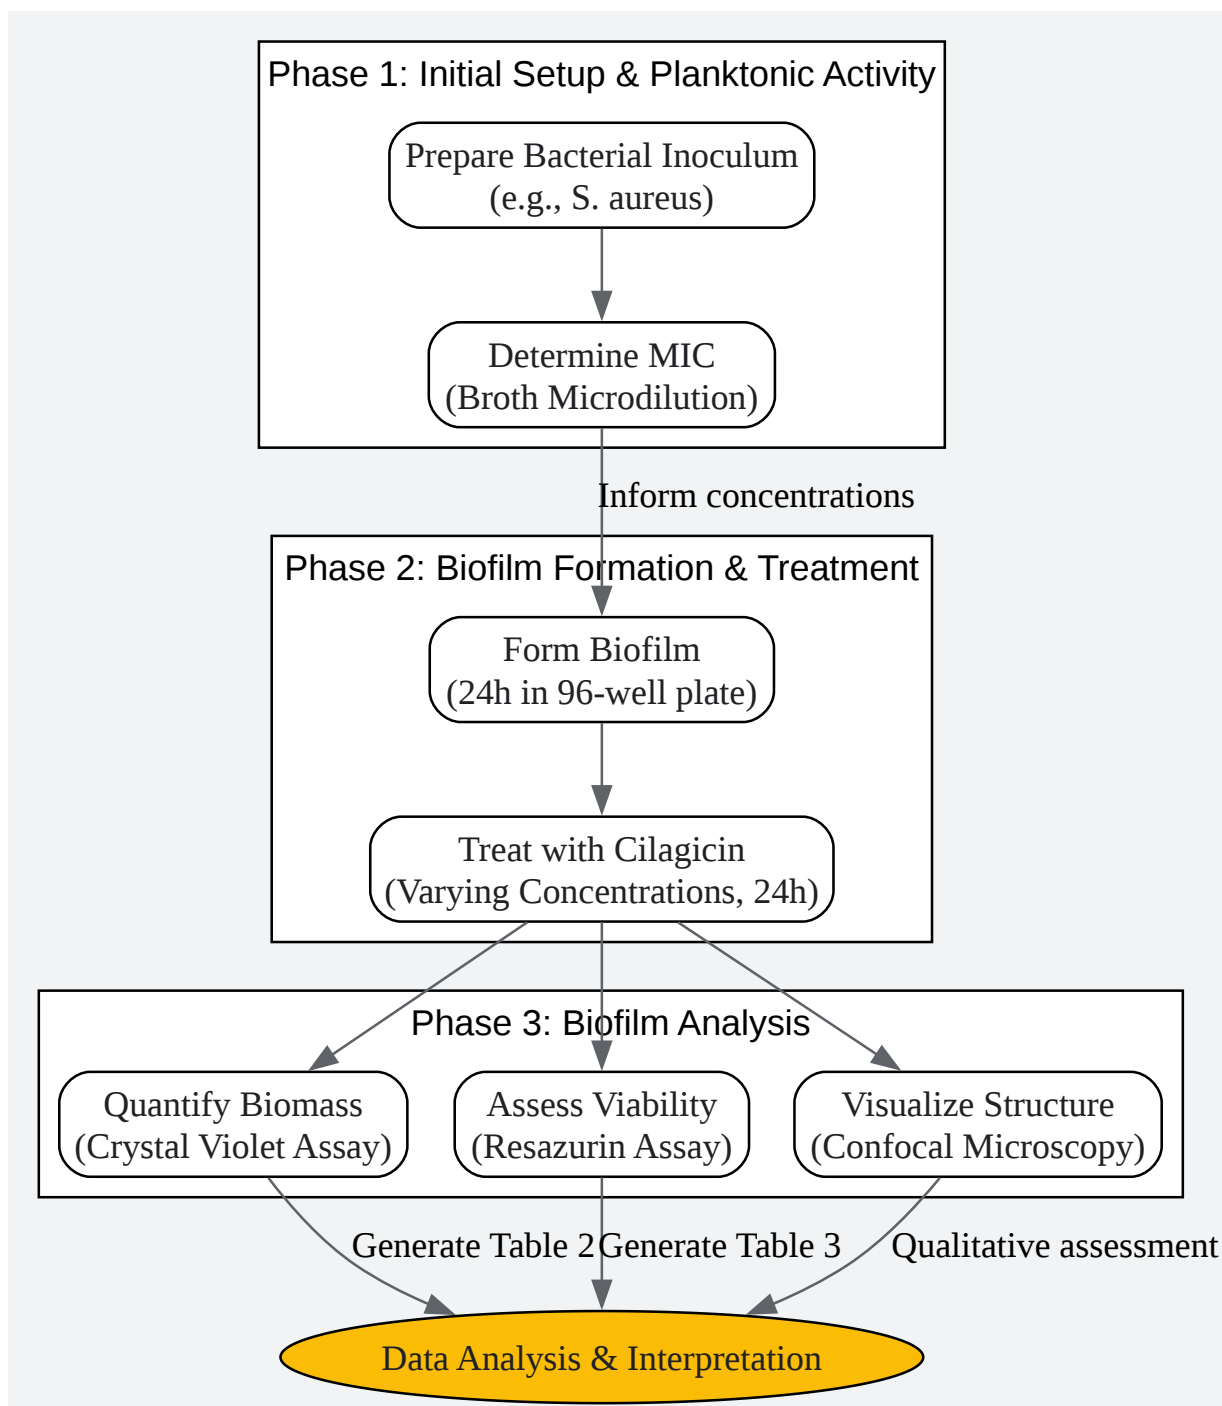 Phase 1: Initial Setup & Planktonic Activity
Prepare Bacterial Inoculum
(e.g., S. aureus)
Determine MIC
(Broth Microdilution)
Inform concentrations
Phase 2: Biofilm Formation & Treatment
Form Biofilm
(24h in 96-well plate)
Treat with Cilagicin
(Varying Concentrations, 24h)
Phase 3: Biofilm Analysis
Quantify Biomass
(Crystal Violet Assay)
Assess Viability
(Resazurin Assay)
Visualize Structure
(Confocal Microscopy)
Generate Table 2
Generate Table 3
Qualitative assessment
Data Analysis & Interpretation